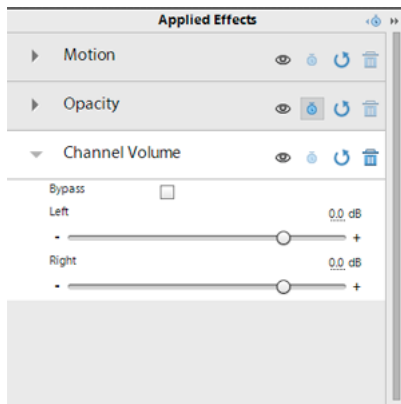 Applied Effects
Motion
Opacity
Channel Volume
Bypass
Left 0,0 dB
- +
Right 0,0 dB
- +